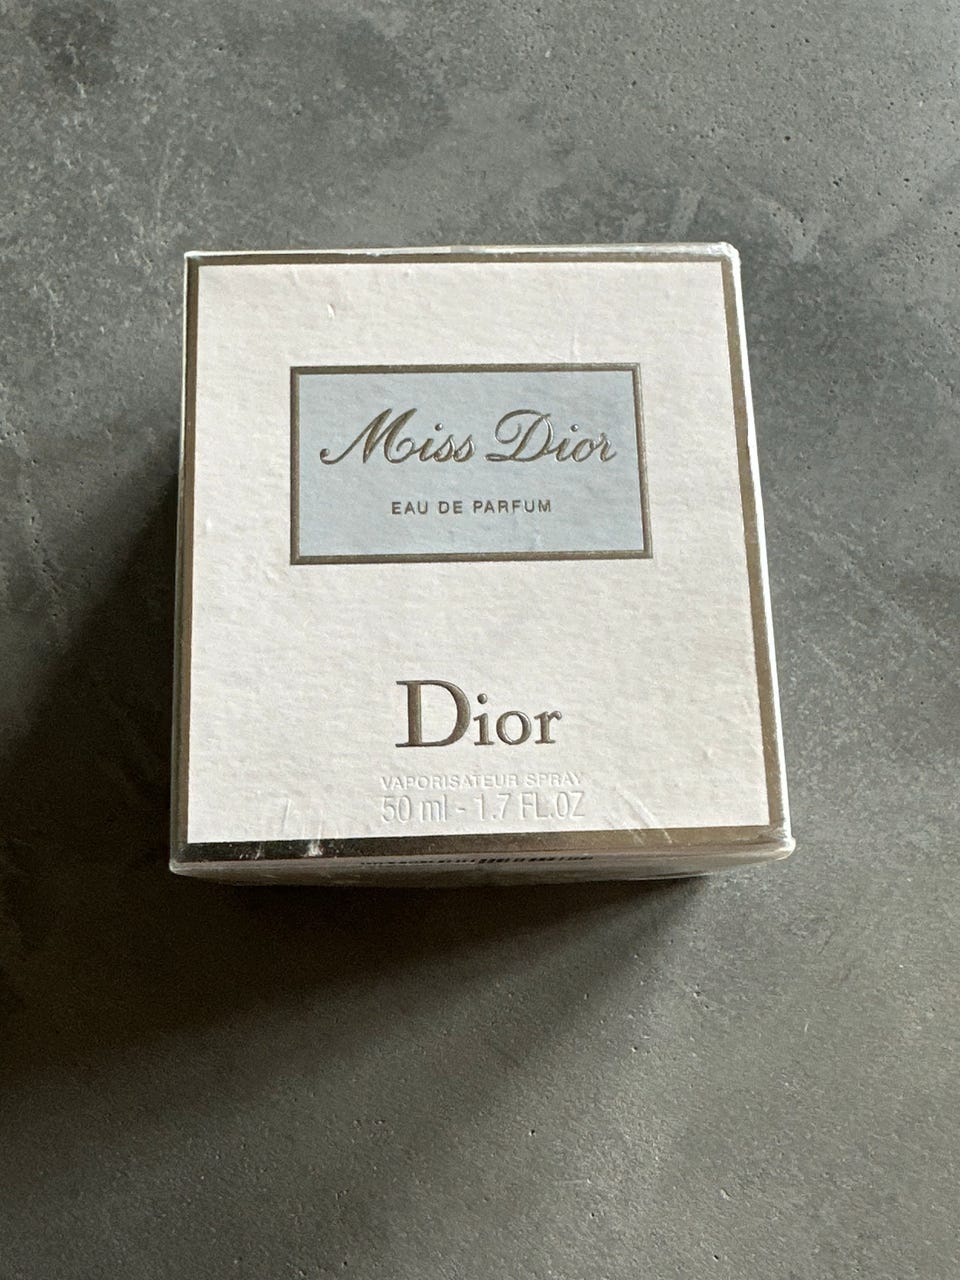 Miss Dior
EAU DE PARFUM
Dior
VAPORISATEUR SPRAY
50 ml - 1.7 FL.OZ